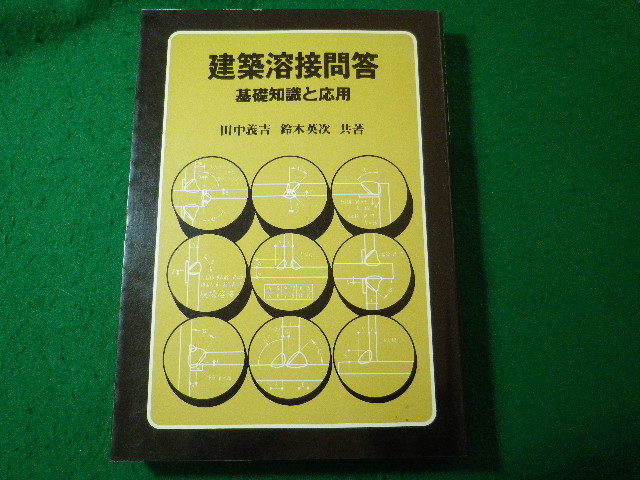 建築溶接問答
基礎知識と応用
田中義吉 鈴木英次 共著